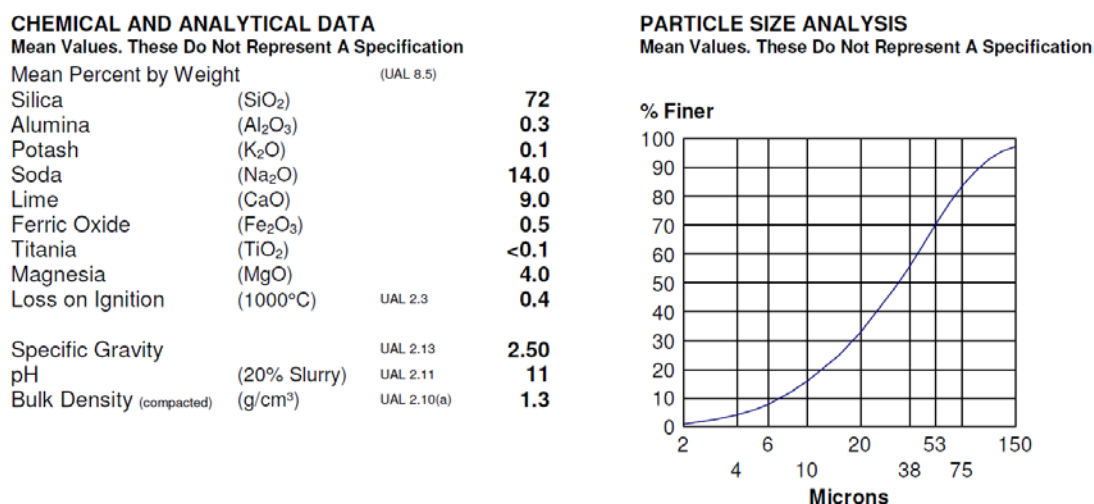 CHEMICAL AND ANALYTICAL DATA
Mean Values. These Do Not Represent A Specification
Mean Percent by Weight (UAL 8.5)
Silica (SiO₂) 72
Alumina (Al₂O₃) 0.3
Potash (K₂O) 0.1
Soda (Na₂O) 14.0
Lime (CaO) 9.0
Ferric Oxide (Fe₂O₃) 0.5
Titania (TiO₂) <0.1
Magnesia (MgO) 4.0
Loss on Ignition (1000°C) UAL 2.3 0.4
Specific Gravity UAL 2.13 2.50
pH (20% Slurry) UAL 2.11 11
Bulk Density (compacted) (g/cm³) UAL 2.10(a) 1.3
PARTICLE SIZE ANALYSIS
Mean Values. These Do Not Represent A Specification
% Finer
100
90
80
70
60
50
40
30
20
10
0
2 6 20 53 150
4 10 38 75
Microns